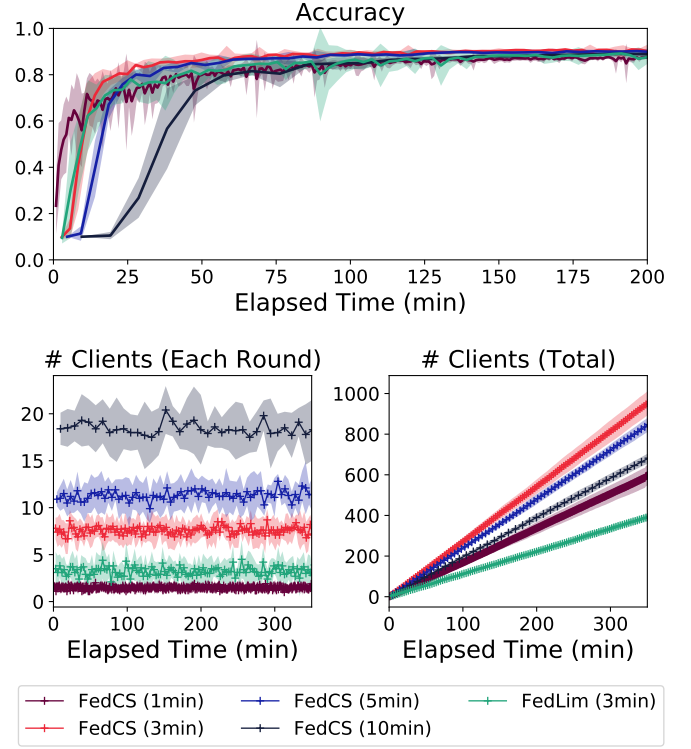 Accuracy
1.0
0.8
0.6
0.4
0.2
0.0
0 25 50 75 100 125 150 175 200
Elapsed Time (min)
# Clients (Each Round)
20
15
10
5
0
0 100 200 300
Elapsed Time (min)
# Clients (Total)
1000
800
600
400
200
0
0 100 200 300
Elapsed Time (min)
FedCS (1min) FedCS (5min) FedLim (3min)
FedCS (3min) FedCS (10min)